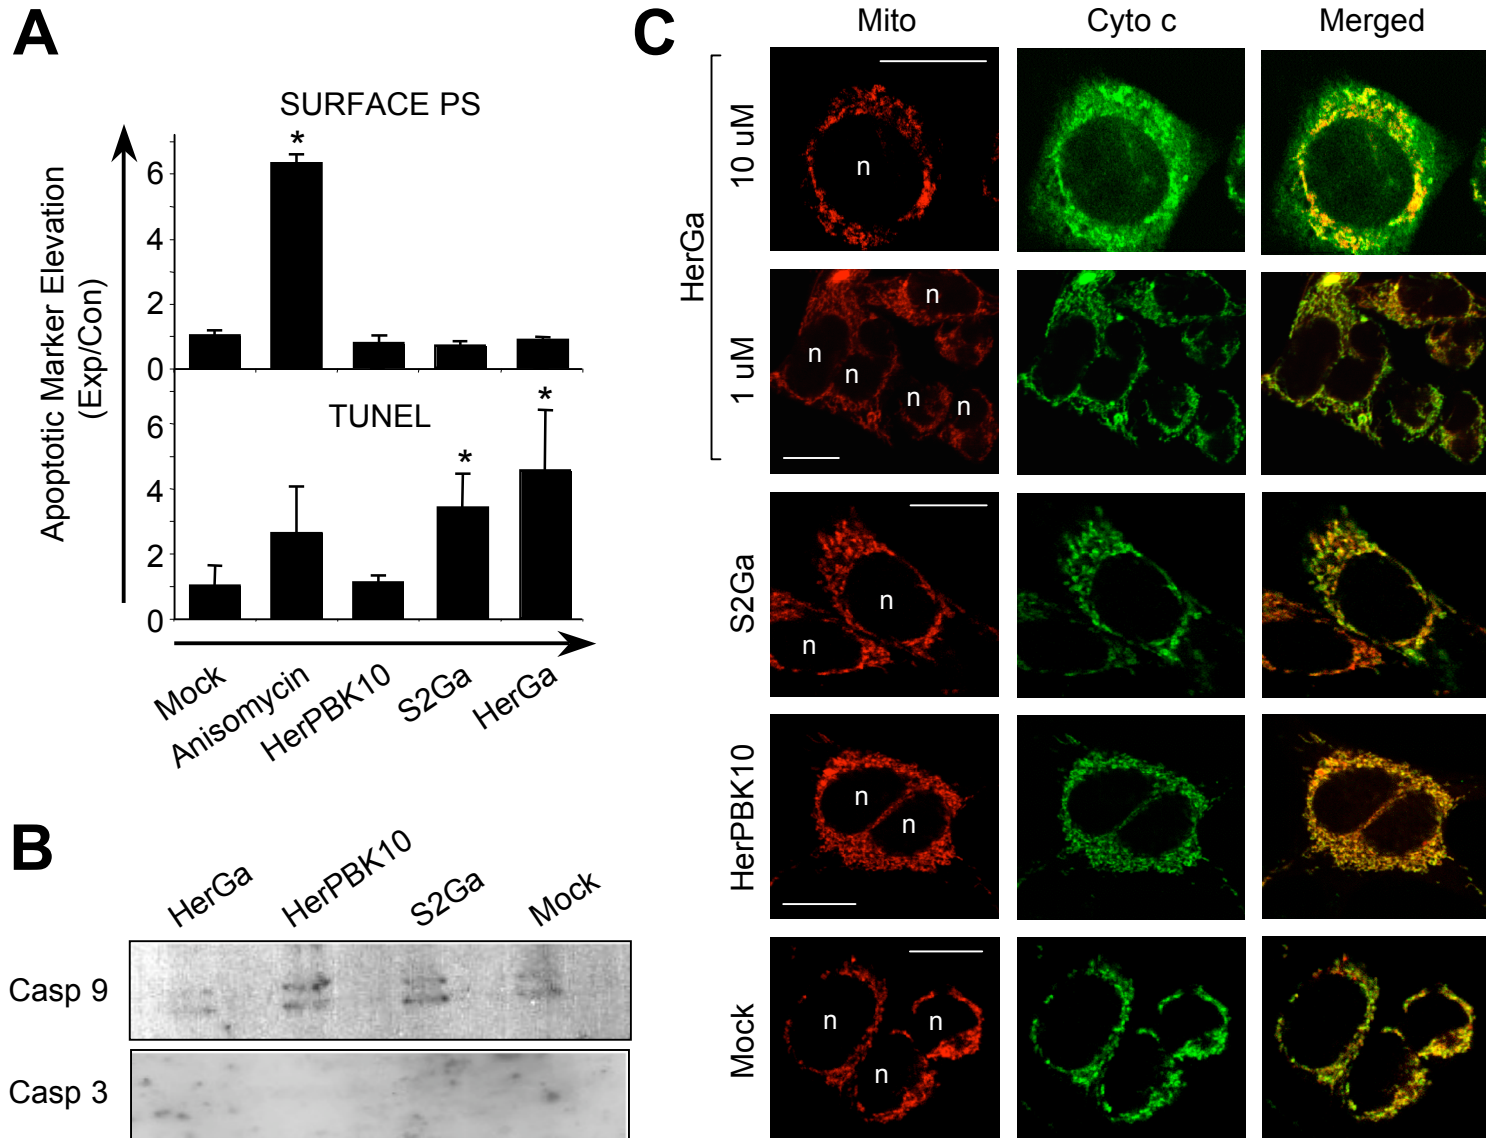 A
SURFACE PS
*
6
4
2
0
Apoptotic Marker Elevation
(Exp/Con)
TUNEL
*
*
6
4
2
0
Mock
Anisomycin
HerPBK10
S2Ga
HerGa
B
HerGa
HerPBK10
S2Ga
Mock
Casp 9
Casp 3
C
Mito
Cyto c
Merged
HerGa
10 uM
n
1 uM
n
n
n
n
n
S2Ga
n
n
HerPBK10
n
n
Mock
n
n
n